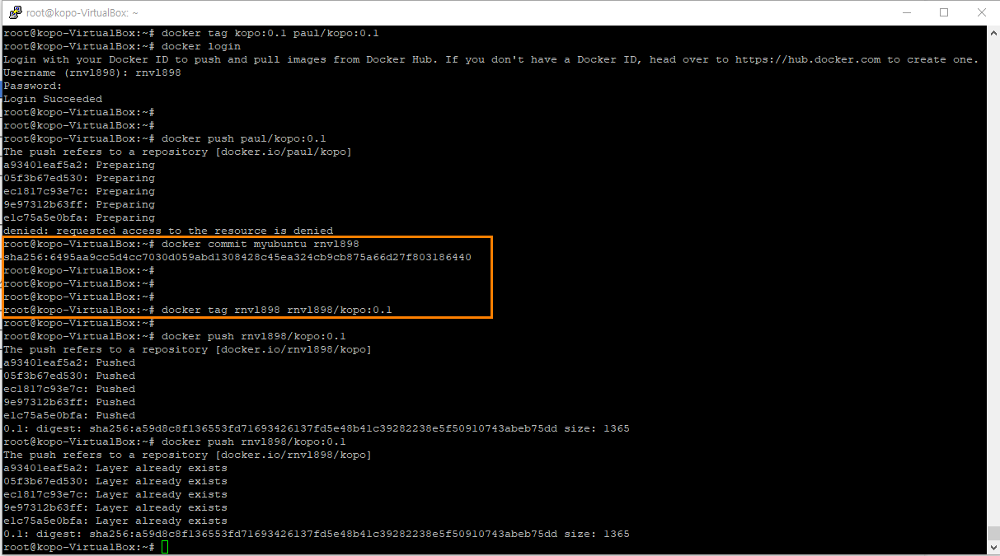 root@kopo-VirtualBox: ~
root@kopo-VirtualBox:~# docker tag kopo:0.1 paul/kopo:0.1
root@kopo-VirtualBox:~# docker login
Login with your Docker ID to push and pull images from Docker Hub. If you don't have a Docker ID, head over to https://hub.docker.com to create one.
Username (rnvl898): rnvl898
Password:
Login Succeeded
root@kopo-VirtualBox:~#
root@kopo-VirtualBox:~#
root@kopo-VirtualBox:~# docker push paul/kopo:0.1
The push refers to a repository [docker.io/paul/kopo]
a93401eaf5a2: Preparing
05f3b67ed530: Preparing
ec1817c93e7c: Preparing
9e97312b63ff: Preparing
e1c75a5e0bfa: Preparing
denied: requested access to the resource is denied
root@kopo-VirtualBox:~# docker commit myubuntu rnvl898
sha256:6495aa9cc5d4cc7030d059abd1308428c45ea324cb9cb875a66d27f803186440
root@kopo-VirtualBox:~#
root@kopo-VirtualBox:~#
root@kopo-VirtualBox:~#
root@kopo-VirtualBox:~# docker tag rnvl898 rnvl898/kopo:0.1
root@kopo-VirtualBox:~#
root@kopo-VirtualBox:~# docker push rnvl898/kopo:0.1
The push refers to a repository [docker.io/rnvl898/kopo]
a93401eaf5a2: Pushed
05f3b67ed530: Pushed
ec1817c93e7c: Pushed
9e97312b63ff: Pushed
e1c75a5e0bfa: Pushed
0.1: digest: sha256:a59d8c8f136553fd71693426137fd5e48b41c39282238e5f50910743abeb75dd size: 1365
root@kopo-VirtualBox:~# docker push rnvl898/kopo:0.1
The push refers to a repository [docker.io/rnvl898/kopo]
a93401eaf5a2: Layer already exists
05f3b67ed530: Layer already exists
ec1817c93e7c: Layer already exists
9e97312b63ff: Layer already exists
e1c75a5e0bfa: Layer already exists
0.1: digest: sha256:a59d8c8f136553fd71693426137fd5e48b41c39282238e5f50910743abeb75dd size: 1365
root@kopo-VirtualBox:~#